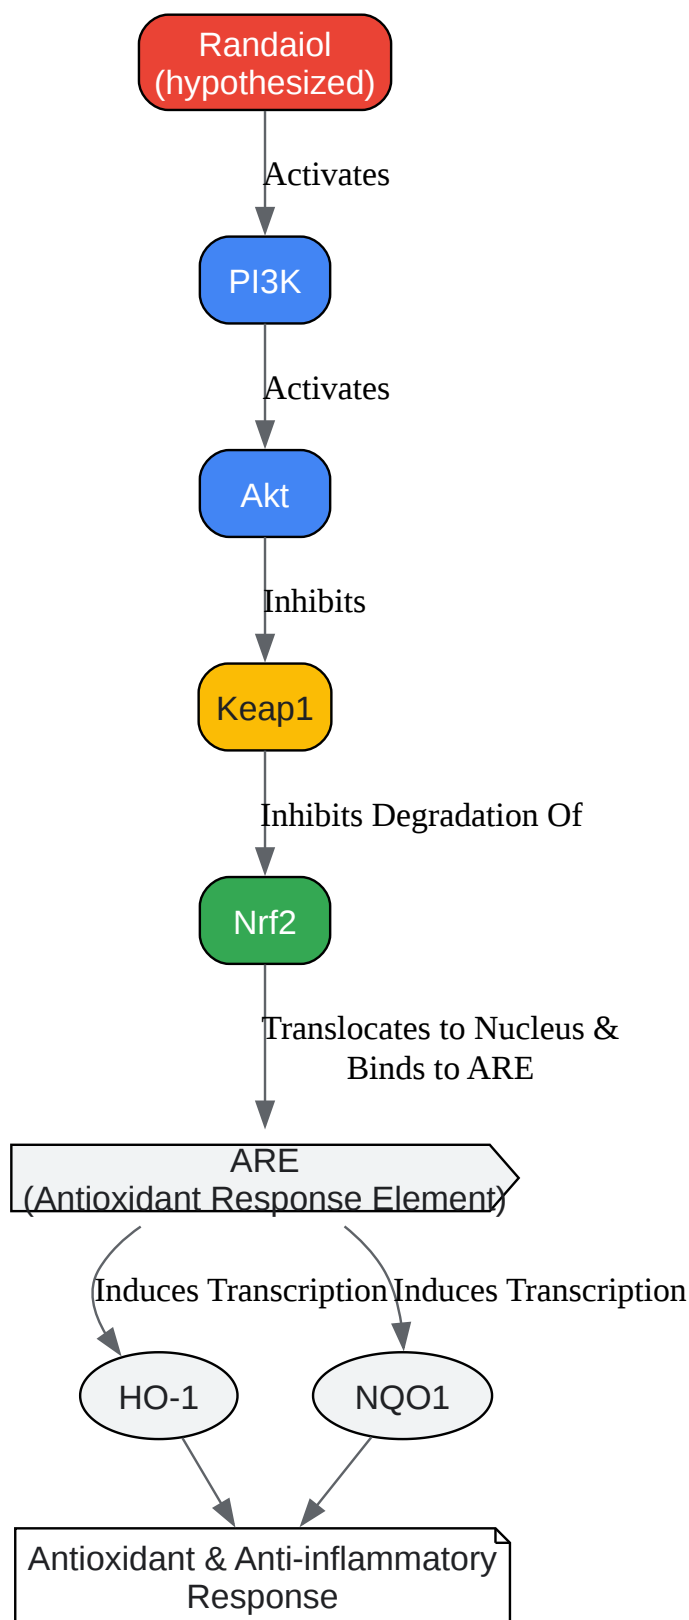 Randaiol
(hypothesized)
Activates
PI3K
Activates
Akt
Inhibits
Keap1
Inhibits Degradation Of
Nrf2
Translocates to Nucleus &
Binds to ARE
ARE
(Antioxidant Response Element)
Induces Transcription
Induces Transcription
HO-1
NQO1
Antioxidant & Anti-inflammatory
Response